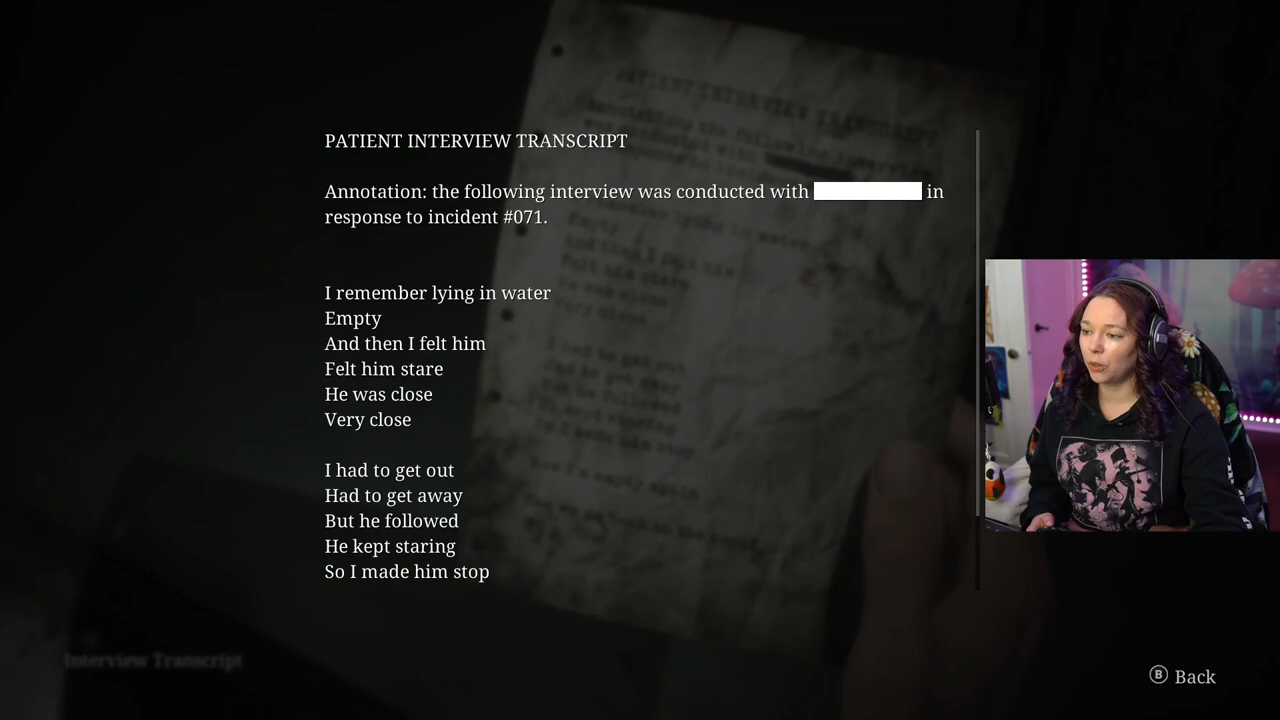 PATIENT INTERVIEW TRANSCRIPT
Annotation: the following interview was conducted with in
response to incident #071.
I remember lying in water
Empty
And then I felt him
Felt him stare
He was close
Very close
I had to get out
Had to get away
But he followed
He kept staring
So I made him stop
Interview Transcript
B Back